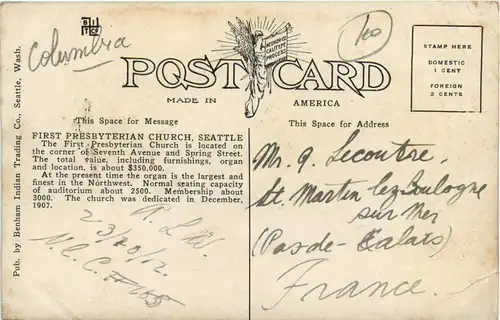 Columbia
100
POST CARD
MADE IN AMERICA
STAMP HERE
DOMESTIC
1 CENT
FOREIGN
2 CENTS
This Space for Message
This Space for Address
FIRST PRESBYTERIAN CHURCH, SEATTLE
The First Presbyterian Church is located on
the corner of Seventh Avenue and Spring Street.
The total value, including furnishings, organ
and location, is about $350,000.
At the present time the organ is the largest and
finest in the Northwest. Normal seating capacity
of auditorium about 2500. Membership about
3000. The church was dedicated in December,
1907.
23/10/12
Mr. G. Lecoutre.
St. Martin lez Boulogne
sur Mer
(Pas de Calais)
France.
Pub. by Benham Indian Trading Co., Seattle, Wash.